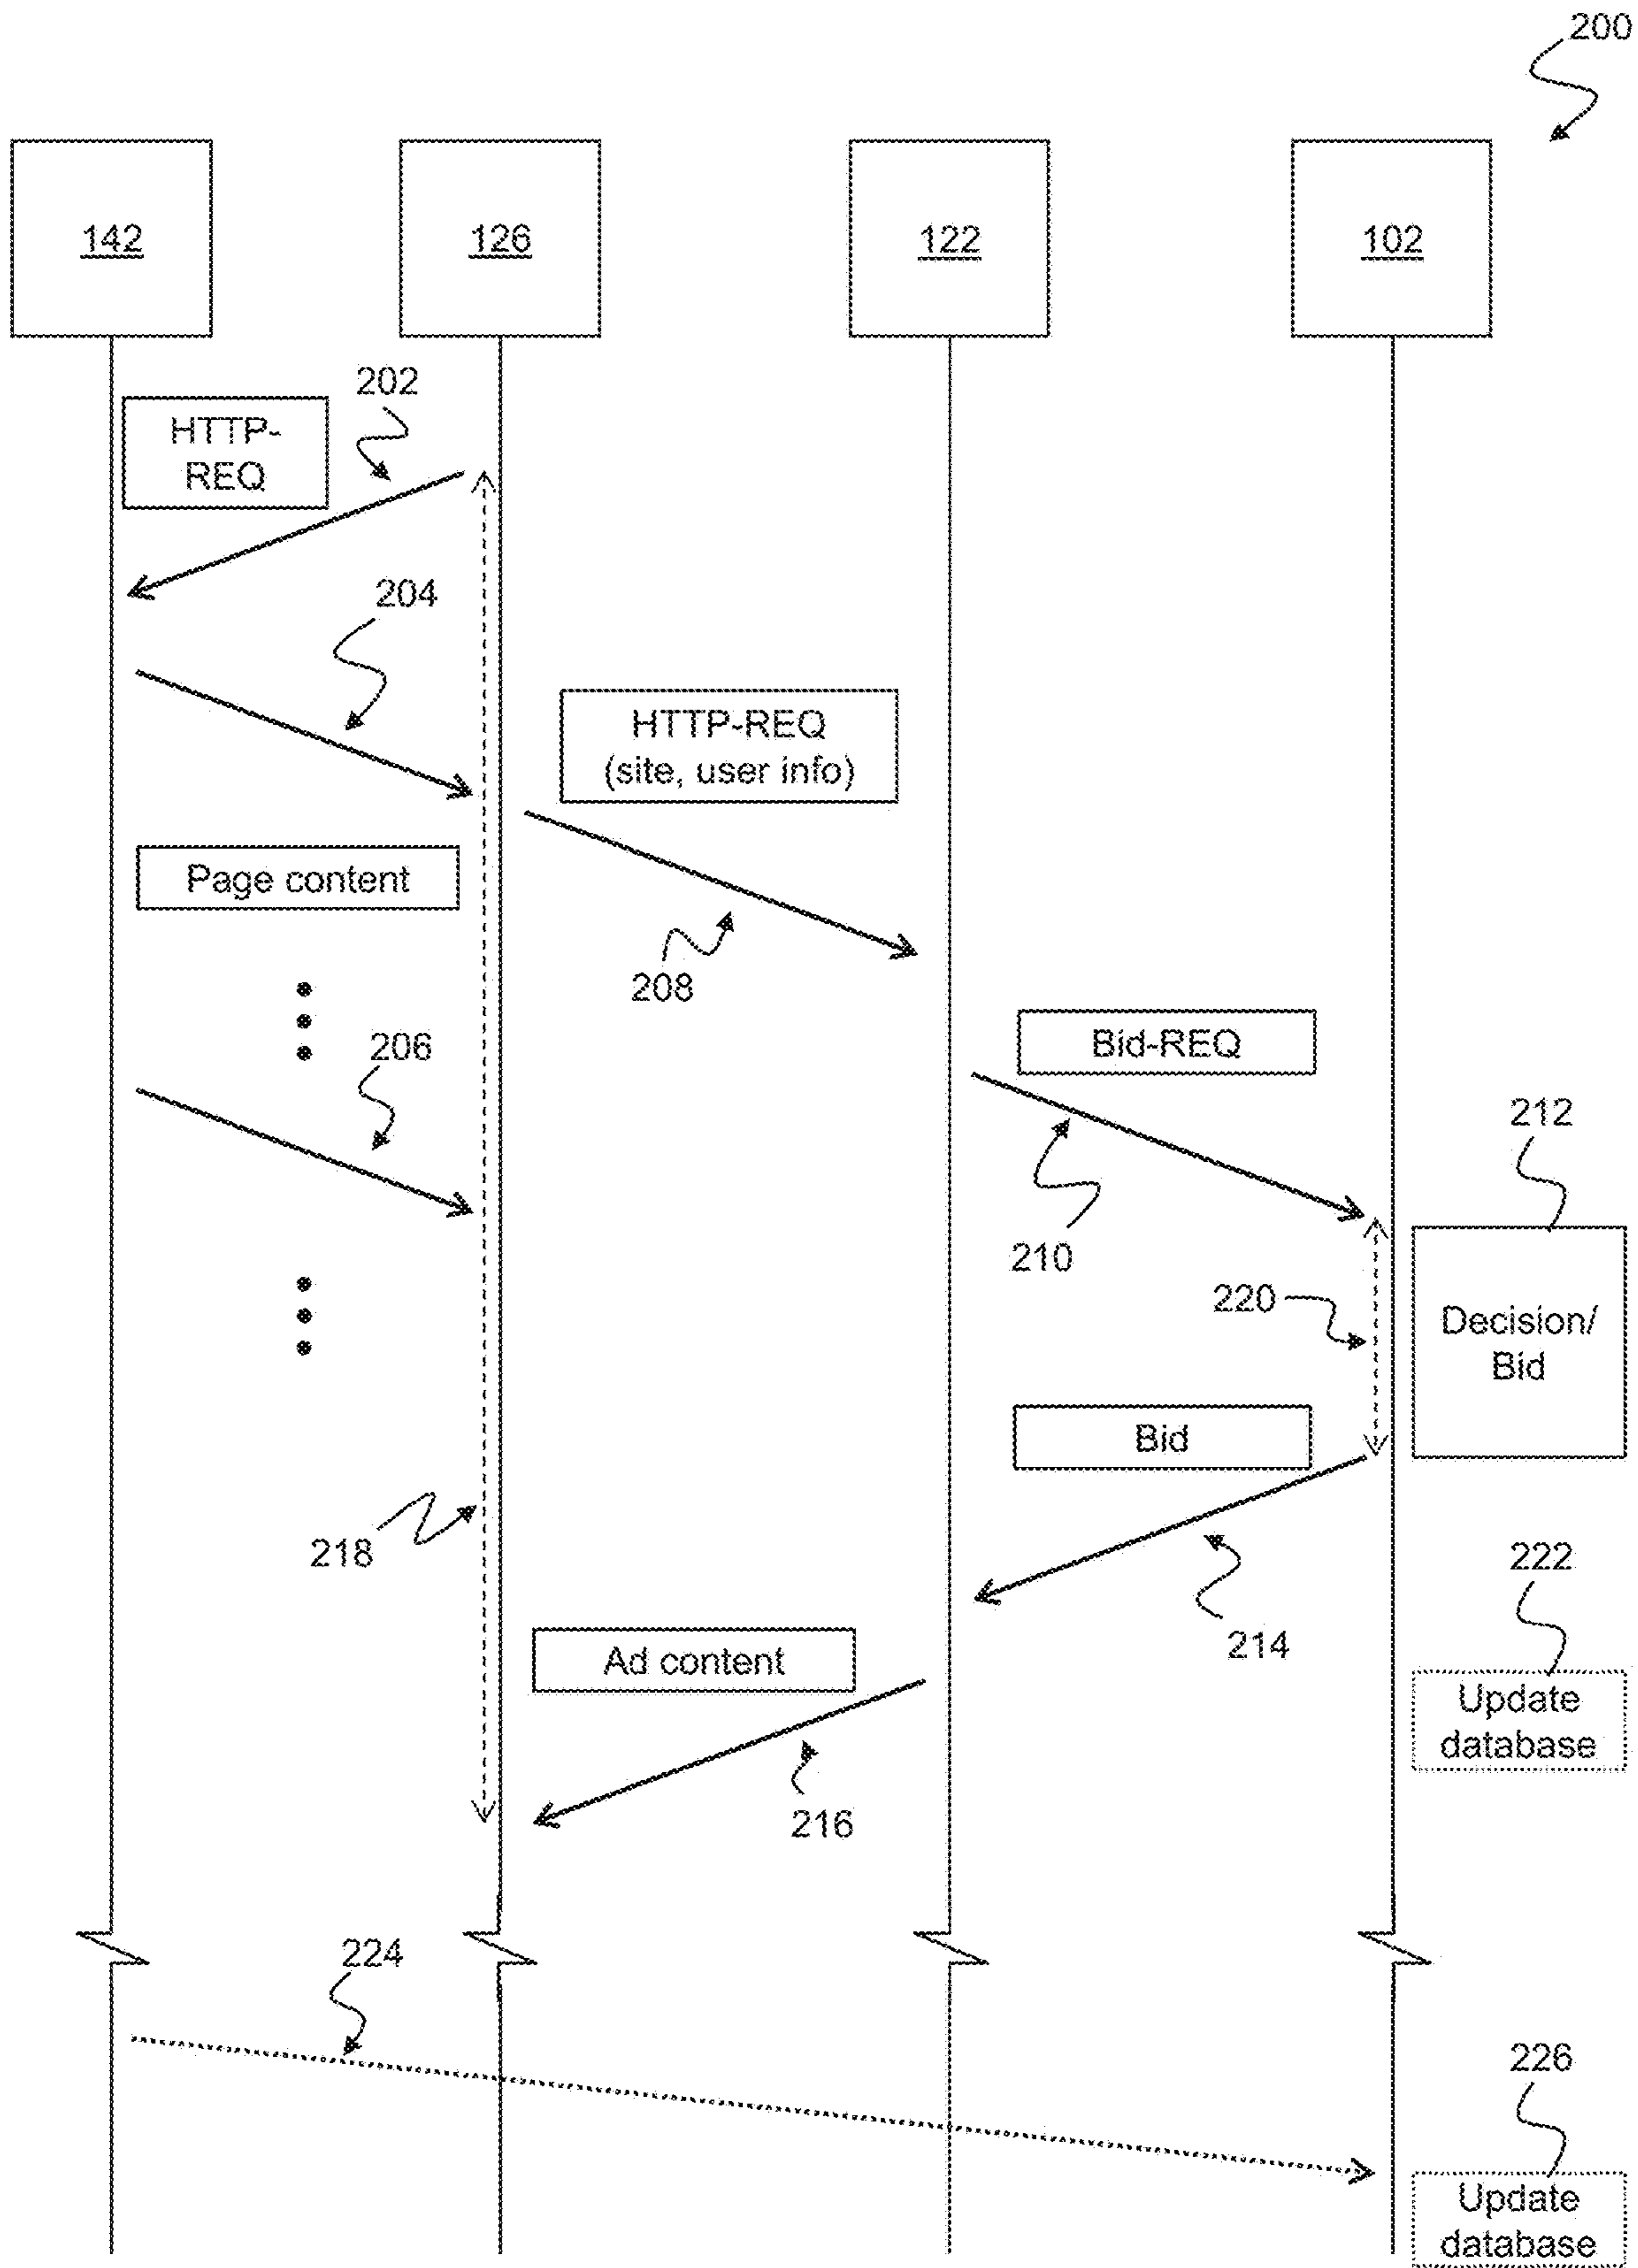 200
142
126
122
102
202
HTTP-
REQ
204
HTTP-REQ
(site, user info)
Page content
208
206
Bid-REQ
212
210
220
Decision/
Bid
Bid
218
222
214
Ad content
Update
database
216
224
226
Update
database